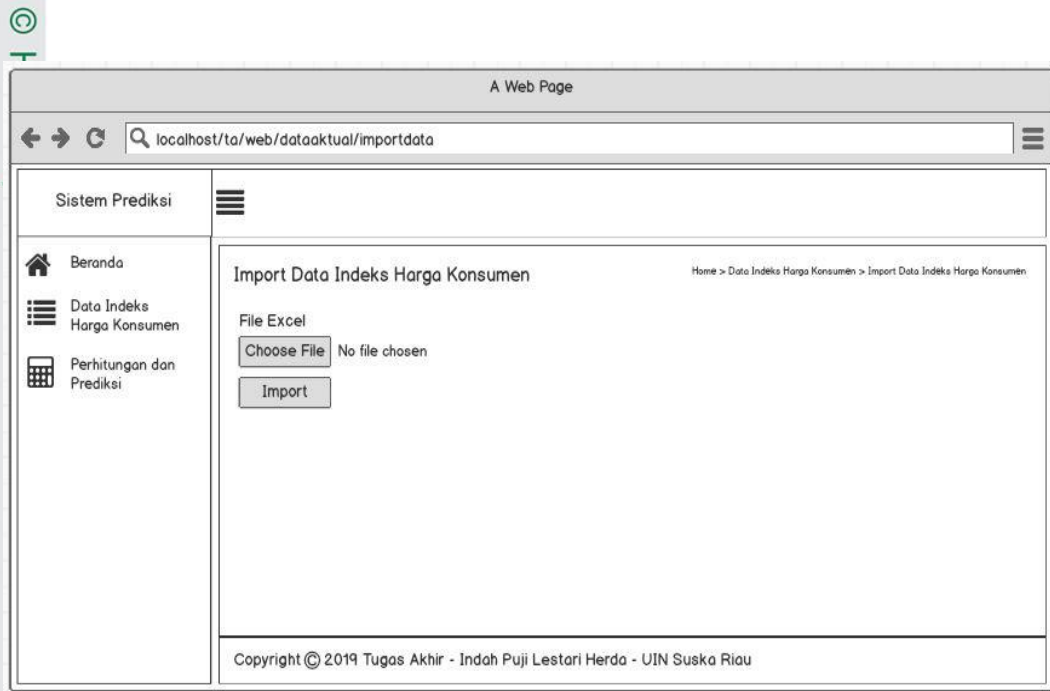 ©
A Web Page
localhost/ta/web/dataaktual/importdata
Sistem Prediksi
Beranda
Data Indeks
Harga Konsumen
Perhitungan dan
Prediksi
Import Data Indeks Harga Konsumen
Home > Data Indeks Harga Konsumen > Import Data Indeks Harga Konsumen
File Excel
Choose File No file chosen
Import
Copyright © 2019 Tugas Akhir - Indah Puji Lestari Herda - UIN Suska Riau